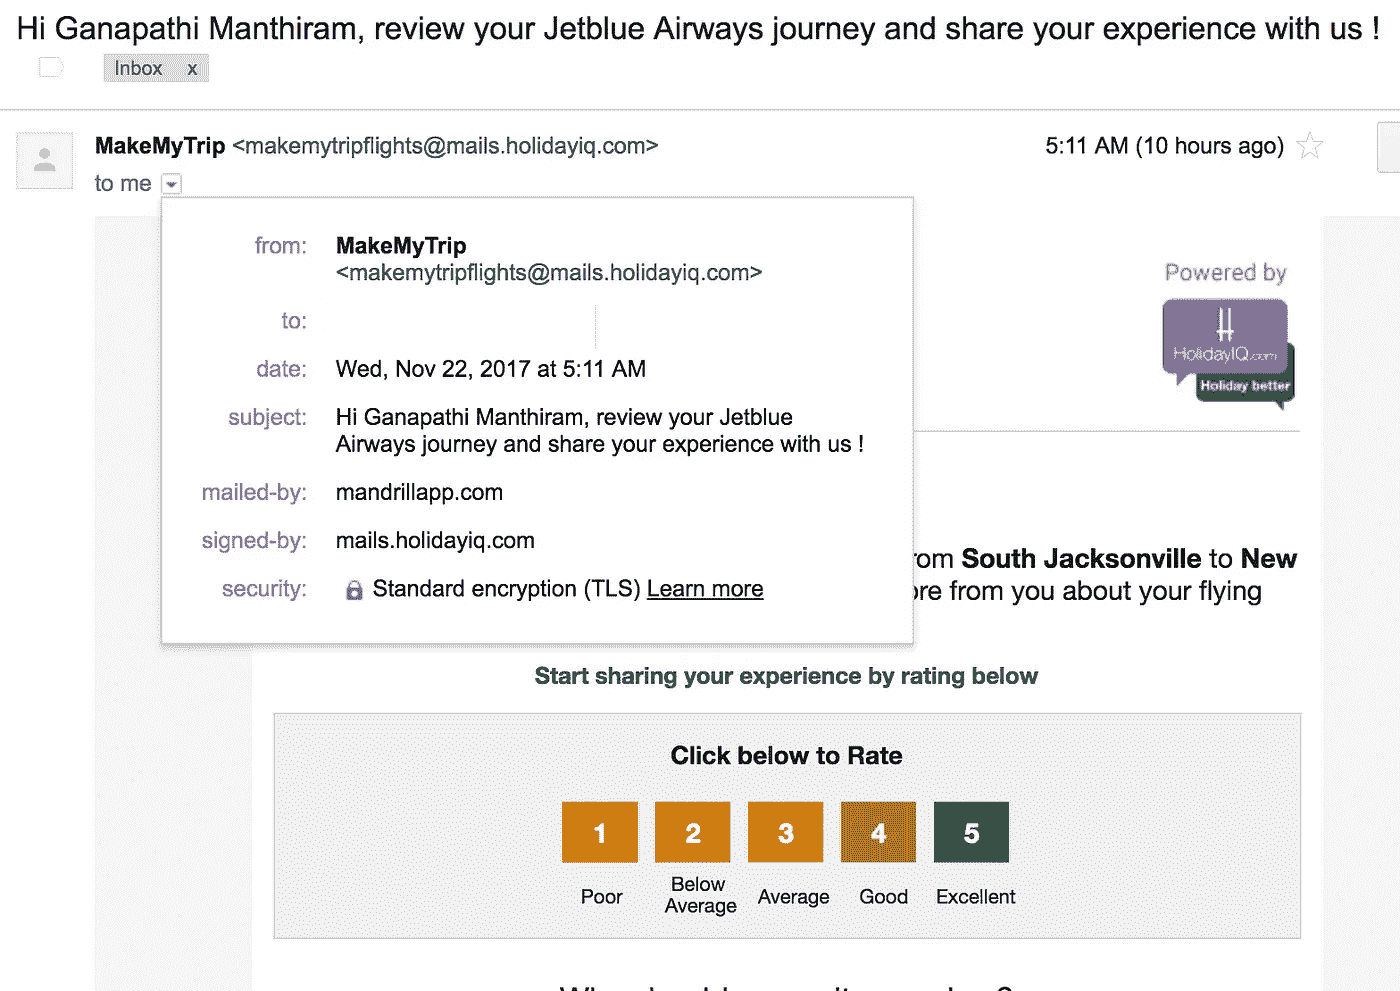 Hi Ganapathi Manthiram, review your Jetblue Airways journey and share your experience with us !
Inbox x
MakeMyTrip <makemytripflights@mails.holidayiq.com>
5:11 AM (10 hours ago)
to me
from: MakeMyTrip
<makemytripflights@mails.holidayiq.com>
to:
date: Wed, Nov 22, 2017 at 5:11 AM
subject: Hi Ganapathi Manthiram, review your Jetblue
Airways journey and share your experience with us !
mailed-by: mandrillapp.com
signed-by: mails.holidayiq.com
security: Standard encryption (TLS) Learn more
Powered by
HolidayIQ.com
Holiday better
South Jacksonville to New
from you about your flying
Start sharing your experience by rating below
Click below to Rate
1 2 3 4 5
Poor Below Average Average Good Excellent